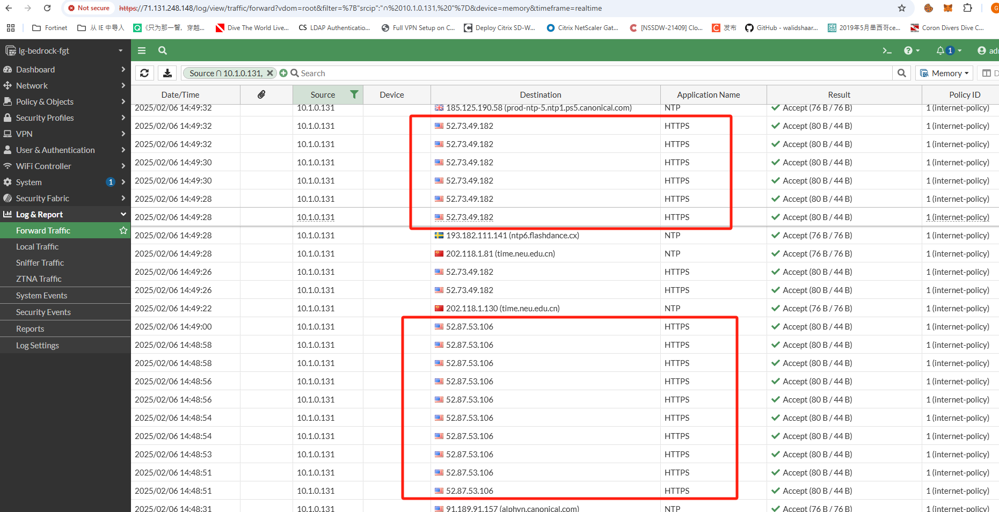 Not secure https://71.131.248.148/log/view/traffic/forward?vdom=root&filter=%7B"srcip":"∩%2010.1.0.131,%20"%7D&device=memory&timeframe=realtime G
Fortinet 从 IE 中导入 《只为那一瞥，穿越... Dive The World Live... CS LDAP Authenticatio... Full VPN Setup on C... Deploy Citrix SD-W... Citrix NetScaler Gat... [NSSDW-21409] Clo... 发布 GitHub - walidshaar... 2019年5月墨西哥ce... Coron Divers Dive C...
lg-bedrock-fgt >_ 1 ad
Dashboard
Network
Policy & Objects
Security Profiles
VPN
User & Authentication
WiFi Controller
System 1
Security Fabric
Log & Report
Forward Traffic
Local Traffic
Sniffer Traffic
ZTNA Traffic
System Events
Security Events
Reports
Log Settings
Source ∩ 10.1.0.131, Search Memory D
Date/Time Source Device Destination Application Name Result Policy ID
2025/02/06 14:49:32 10.1.0.131 185.125.190.58 (prod-ntp-5.ntp1.ps5.canonical.com) NTP Accept (76 B / 76 B) 1 (internet-policy)
2025/02/06 14:49:32 10.1.0.131 52.73.49.182 HTTPS Accept (80 B / 44 B) 1 (internet-policy)
2025/02/06 14:49:32 10.1.0.131 52.73.49.182 HTTPS Accept (80 B / 44 B) 1 (internet-policy)
2025/02/06 14:49:30 10.1.0.131 52.73.49.182 HTTPS Accept (80 B / 44 B) 1 (internet-policy)
2025/02/06 14:49:30 10.1.0.131 52.73.49.182 HTTPS Accept (80 B / 44 B) 1 (internet-policy)
2025/02/06 14:49:28 10.1.0.131 52.73.49.182 HTTPS Accept (80 B / 44 B) 1 (internet-policy)
2025/02/06 14:49:28 10.1.0.131 52.73.49.182 HTTPS Accept (80 B / 44 B) 1 (internet-policy)
2025/02/06 14:49:28 10.1.0.131 193.182.111.141 (ntp6.flashdance.cx) NTP Accept (76 B / 76 B) 1 (internet-policy)
2025/02/06 14:49:28 10.1.0.131 202.118.1.81 (time.neu.edu.cn) NTP Accept (76 B / 76 B) 1 (internet-policy)
2025/02/06 14:49:26 10.1.0.131 52.73.49.182 HTTPS Accept (80 B / 44 B) 1 (internet-policy)
2025/02/06 14:49:26 10.1.0.131 52.73.49.182 HTTPS Accept (80 B / 44 B) 1 (internet-policy)
2025/02/06 14:49:22 10.1.0.131 202.118.1.130 (time.neu.edu.cn) NTP Accept (76 B / 76 B) 1 (internet-policy)
2025/02/06 14:49:00 10.1.0.131 52.87.53.106 HTTPS Accept (80 B / 44 B) 1 (internet-policy)
2025/02/06 14:48:58 10.1.0.131 52.87.53.106 HTTPS Accept (80 B / 44 B) 1 (internet-policy)
2025/02/06 14:48:58 10.1.0.131 52.87.53.106 HTTPS Accept (80 B / 44 B) 1 (internet-policy)
2025/02/06 14:48:56 10.1.0.131 52.87.53.106 HTTPS Accept (80 B / 44 B) 1 (internet-policy)
2025/02/06 14:48:56 10.1.0.131 52.87.53.106 HTTPS Accept (80 B / 44 B) 1 (internet-policy)
2025/02/06 14:48:54 10.1.0.131 52.87.53.106 HTTPS Accept (80 B / 44 B) 1 (internet-policy)
2025/02/06 14:48:54 10.1.0.131 52.87.53.106 HTTPS Accept (80 B / 44 B) 1 (internet-policy)
2025/02/06 14:48:53 10.1.0.131 52.87.53.106 HTTPS Accept (80 B / 44 B) 1 (internet-policy)
2025/02/06 14:48:51 10.1.0.131 52.87.53.106 HTTPS Accept (80 B / 44 B) 1 (internet-policy)
2025/02/06 14:48:51 10.1.0.131 52.87.53.106 HTTPS Accept (80 B / 44 B) 1 (internet-policy)
2025/02/06 14:48:31 10.1.0.131 91.189.91.157 (alphyn.canonical.com) NTP Accept (76 B / 76 B) 1 (internet-policy)